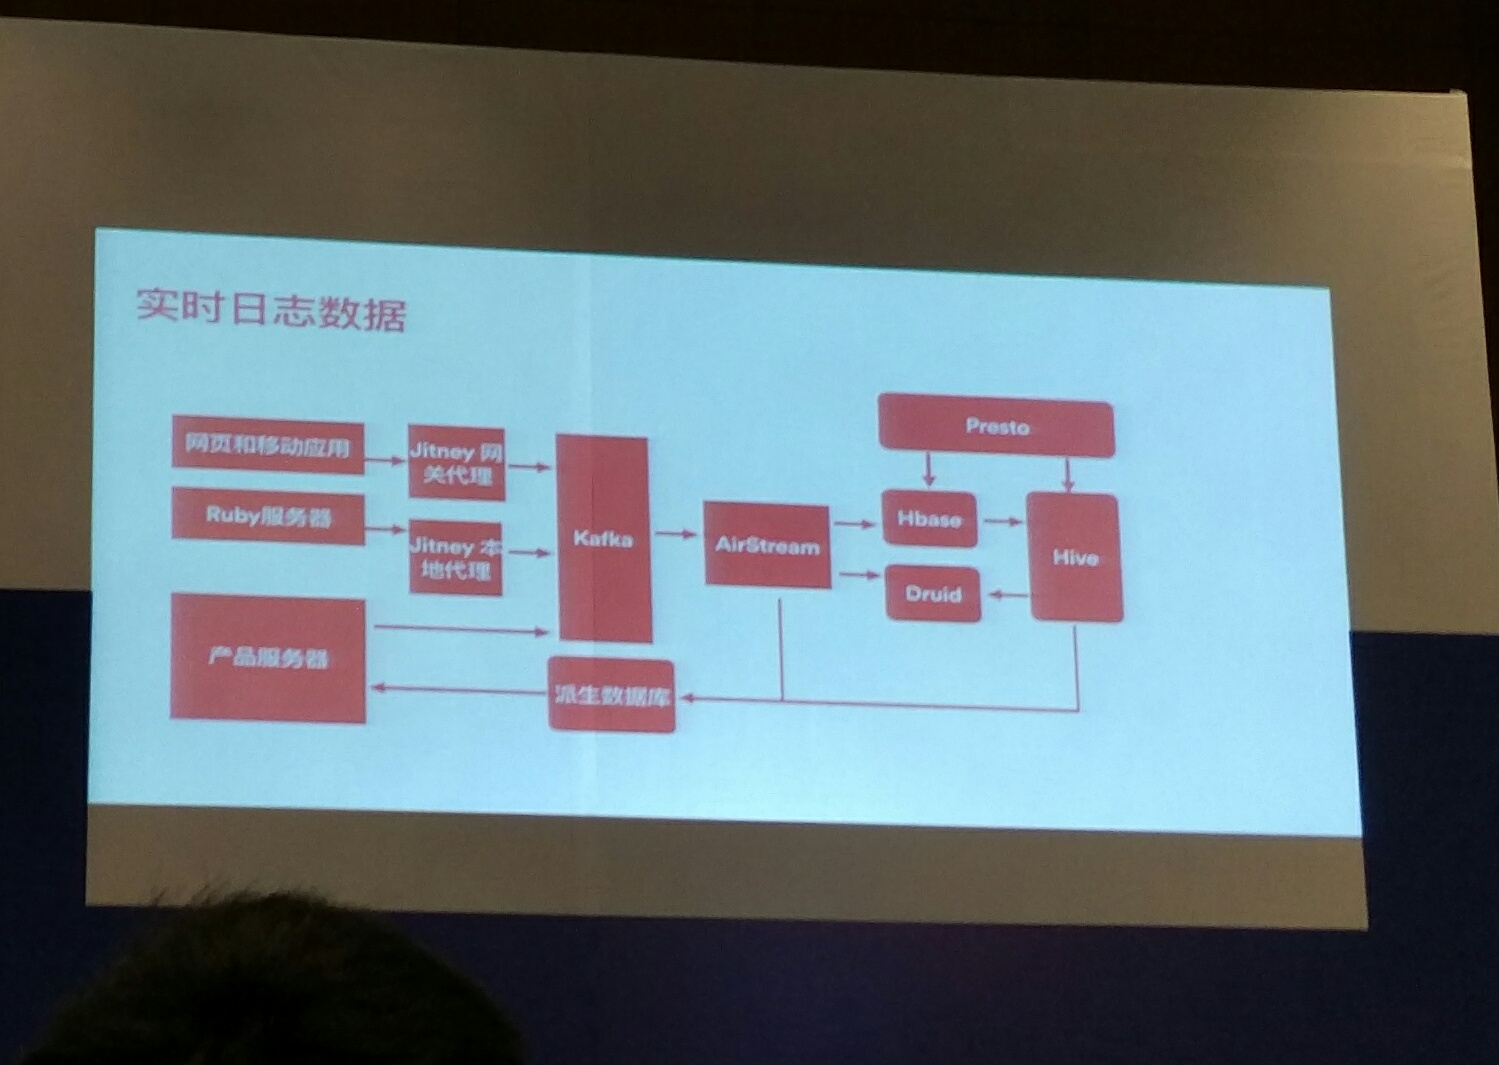 实时日志数据
网页和移动应用
Jitney 网
关代理
Ruby服务器
Jitney 本
地代理
产品服务器
Kafka
派生数据库
AirStream
Presto
Hbase
Druid
Hive